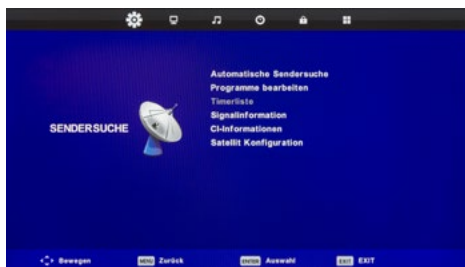 Automatische Sendersuche
Programme bearbeiten
Timerliste
Signalinformation
CI-Informationen
Satellit Konfiguration
SENDERSUCHE
Bewegen
MENU Zurück
ENTER Auswahl
EXIT EXIT